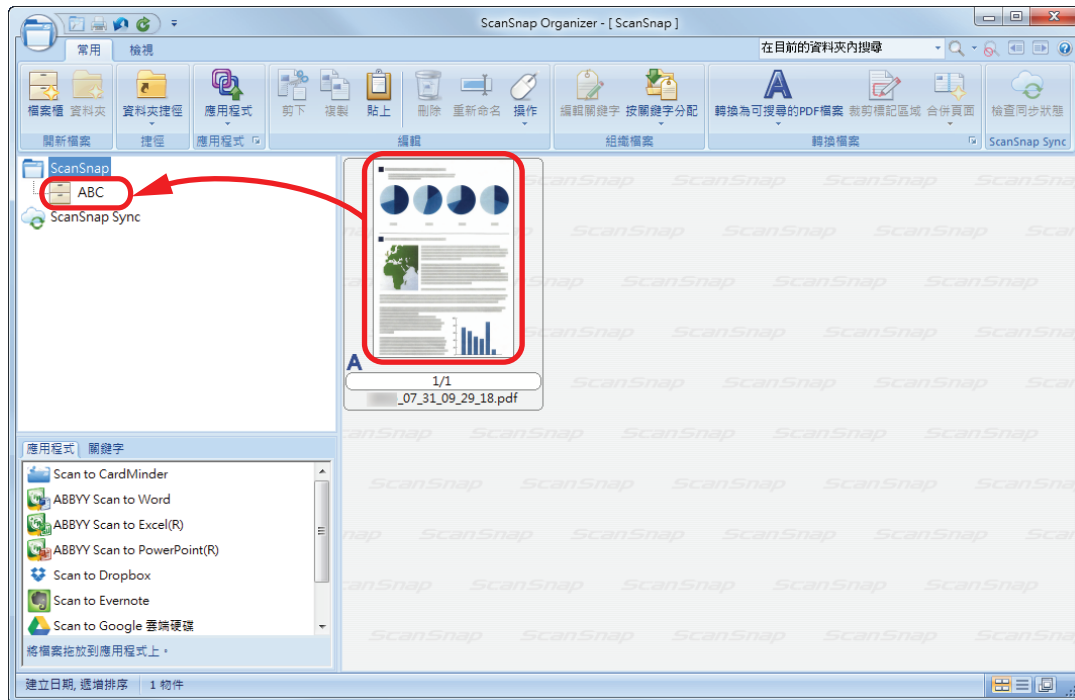 ScanSnap Organizer - [ ScanSnap ]
常用 檢視 在目前的資料夾內搜尋
檔案櫃 資料夾 資料夾捷徑 應用程式 剪下 複製 貼上 刪除 重新命名 操作 編輯關鍵字 按關鍵字分配 轉換為可搜尋的PDF檔案 裁剪標記區域 合併頁面 檢查同步狀態
開新檔案 捷徑 應用程式 編輯 組織檔案 轉換檔案 ScanSnap Sync
ScanSnap
ABC
ScanSnap Sync
A
1/1
_07_31_09_29_18.pdf
應用程式 關鍵字
Scan to CardMinder
ABBYY Scan to Word
ABBYY Scan to Excel(R)
ABBYY Scan to PowerPoint(R)
Scan to Dropbox
Scan to Evernote
Scan to Google 雲端硬碟
將檔案拖放到應用程式上。
建立日期, 遞增排序 1 物件